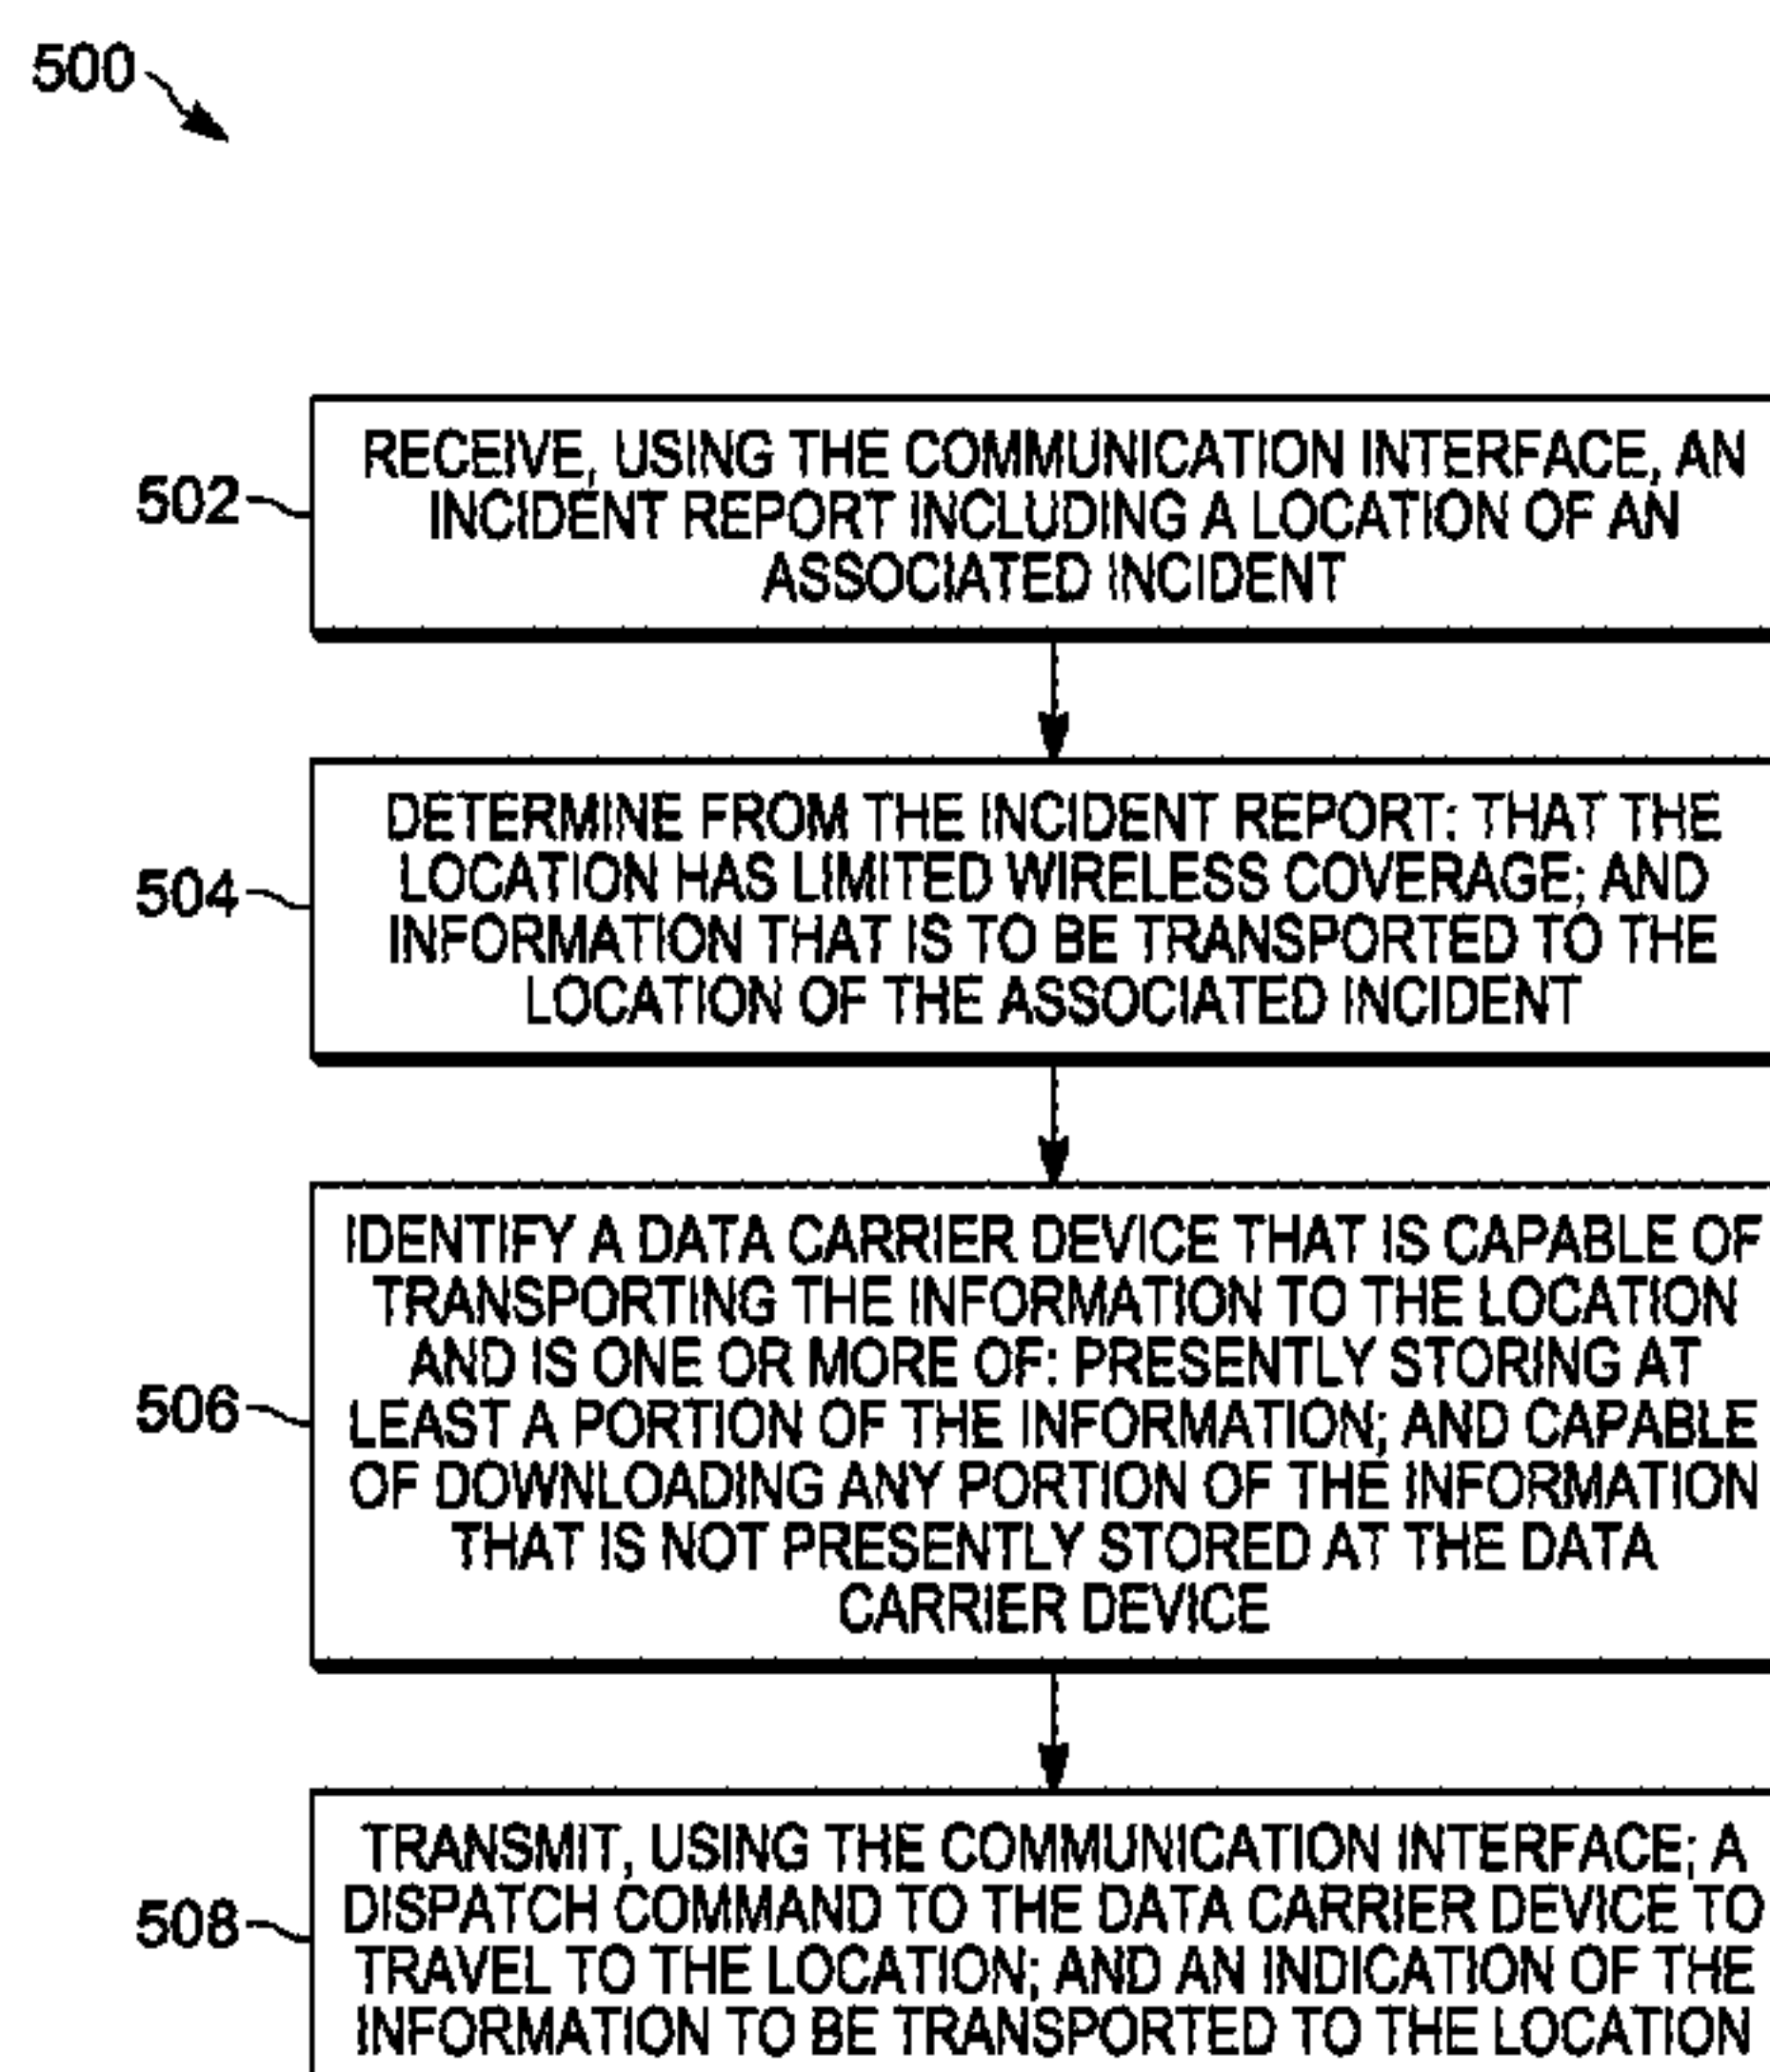 500
RECEIVE, USING THE COMMUNICATION INTERFACE, AN
INCIDENT REPORT INCLUDING A LOCATION OF AN
ASSOCIATED INCIDENT
502
DETERMINE FROM THE INCIDENT REPORT: THAT THE
LOCATION HAS LIMITED WIRELESS COVERAGE; AND
INFORMATION THAT IS TO BE TRANSPORTED TO THE
LOCATION OF THE ASSOCIATED INCIDENT
504
IDENTIFY A DATA CARRIER DEVICE THAT IS CAPABLE OF
TRANSPORTING THE INFORMATION TO THE LOCATION
AND IS ONE OR MORE OF: PRESENTLY STORING AT
LEAST A PORTION OF THE INFORMATION; AND CAPABLE
OF DOWNLOADING ANY PORTION OF THE INFORMATION
THAT IS NOT PRESENTLY STORED AT THE DATA
CARRIER DEVICE
506
TRANSMIT, USING THE COMMUNICATION INTERFACE; A
DISPATCH COMMAND TO THE DATA CARRIER DEVICE TO
TRAVEL TO THE LOCATION; AND AN INDICATION OF THE
INFORMATION TO BE TRANSPORTED TO THE LOCATION
508